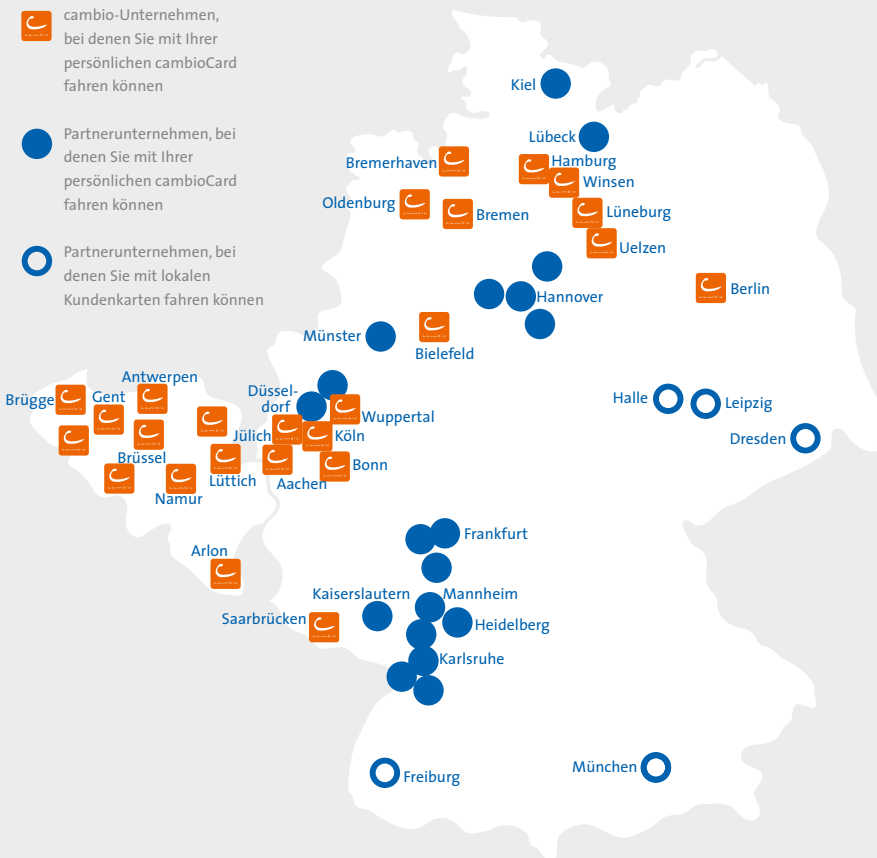 cambio-Unternehmen,
bei denen Sie mit Ihrer
persönlichen cambioCard
fahren können
Partnerunternehmen, bei
denen Sie mit Ihrer
persönlichen cambioCard
fahren können
Partnerunternehmen, bei
denen Sie mit lokalen
Kundenkarten fahren können
Kiel
Lübeck
Hamburg
Bremerhaven
Winsen
Oldenburg
Bremen
Lüneburg
Uelzen
Berlin
Hannover
Münster
Bielefeld
Antwerpen
Brügge
Gent
Düssel-
dorf
Wuppertal
Halle
Leipzig
Jülich
Köln
Dresden
Brüssel
Bonn
Lüttich
Aachen
Namur
Frankfurt
Arlon
Kaiserslautern
Mannheim
Saarbrücken
Heidelberg
Karlsruhe
München
Freiburg